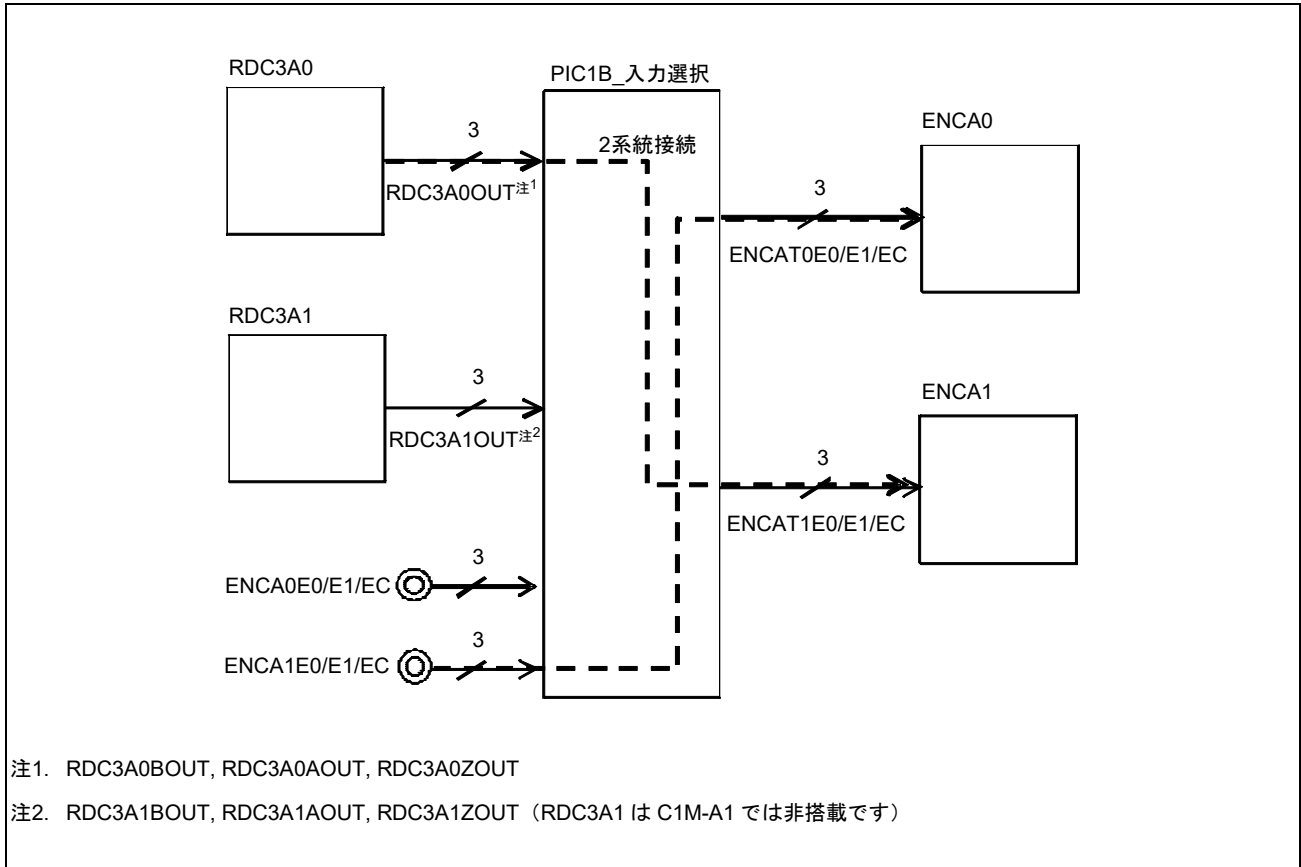 RDC3A0
PIC1B_入力選択
ENCA0
3
2系統接続
RDC3A0OUT注1
3
ENCAT0E0/E1/EC
RDC3A1
ENCA1
3
RDC3A1OUT注2
3
ENCAT1E0/E1/EC
3
ENCA0E0/E1/EC
3
ENCA1E0/E1/EC
注1. RDC3A0BOUT, RDC3A0AOUT, RDC3A0ZOUT
注2. RDC3A1BOUT, RDC3A1AOUT, RDC3A1ZOUT（RDC3A1 は C1M-A1 では非搭載です）